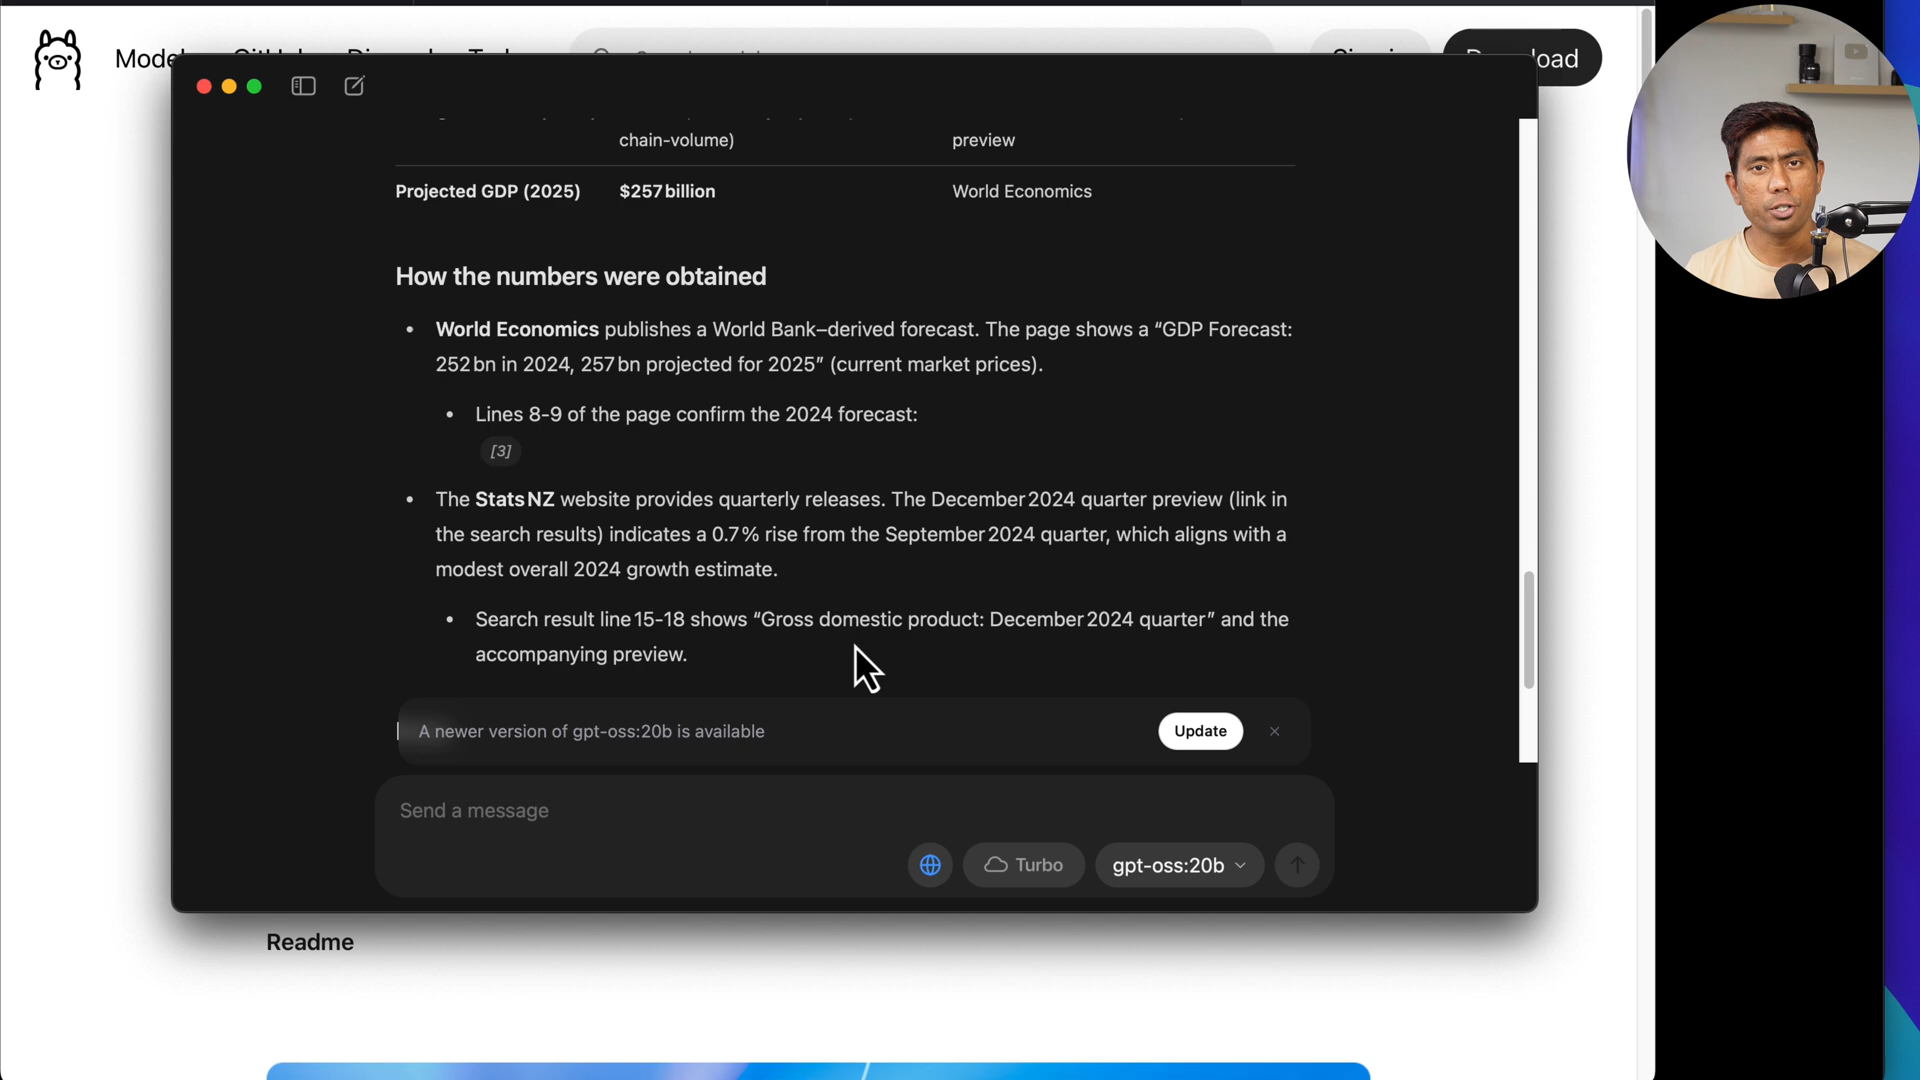 chain-volume)
preview
Projected GDP (2025) $257 billion World Economics
How the numbers were obtained
• World Economics publishes a World Bank–derived forecast. The page shows a “GDP Forecast:
252 bn in 2024, 257 bn projected for 2025” (current market prices).
• Lines 8-9 of the page confirm the 2024 forecast:
[3]
• The Stats NZ website provides quarterly releases. The December 2024 quarter preview (link in
the search results) indicates a 0.7 % rise from the September 2024 quarter, which aligns with a
modest overall 2024 growth estimate.
• Search result line 15-18 shows “Gross domestic product: December 2024 quarter” and the
accompanying preview.
A newer version of gpt-oss:20b is available
Update
Send a message
Turbo
gpt-oss:20b
Readme